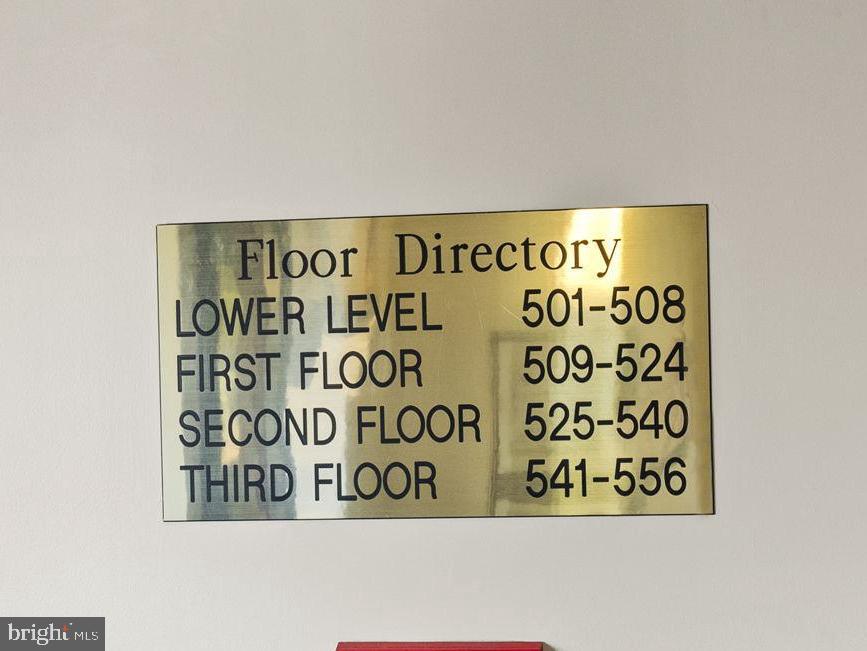 Floor Directory
LOWER LEVEL 501-508
FIRST FLOOR 509-524
SECOND FLOOR 525-540
THIRD FLOOR 541-556
bright MLS